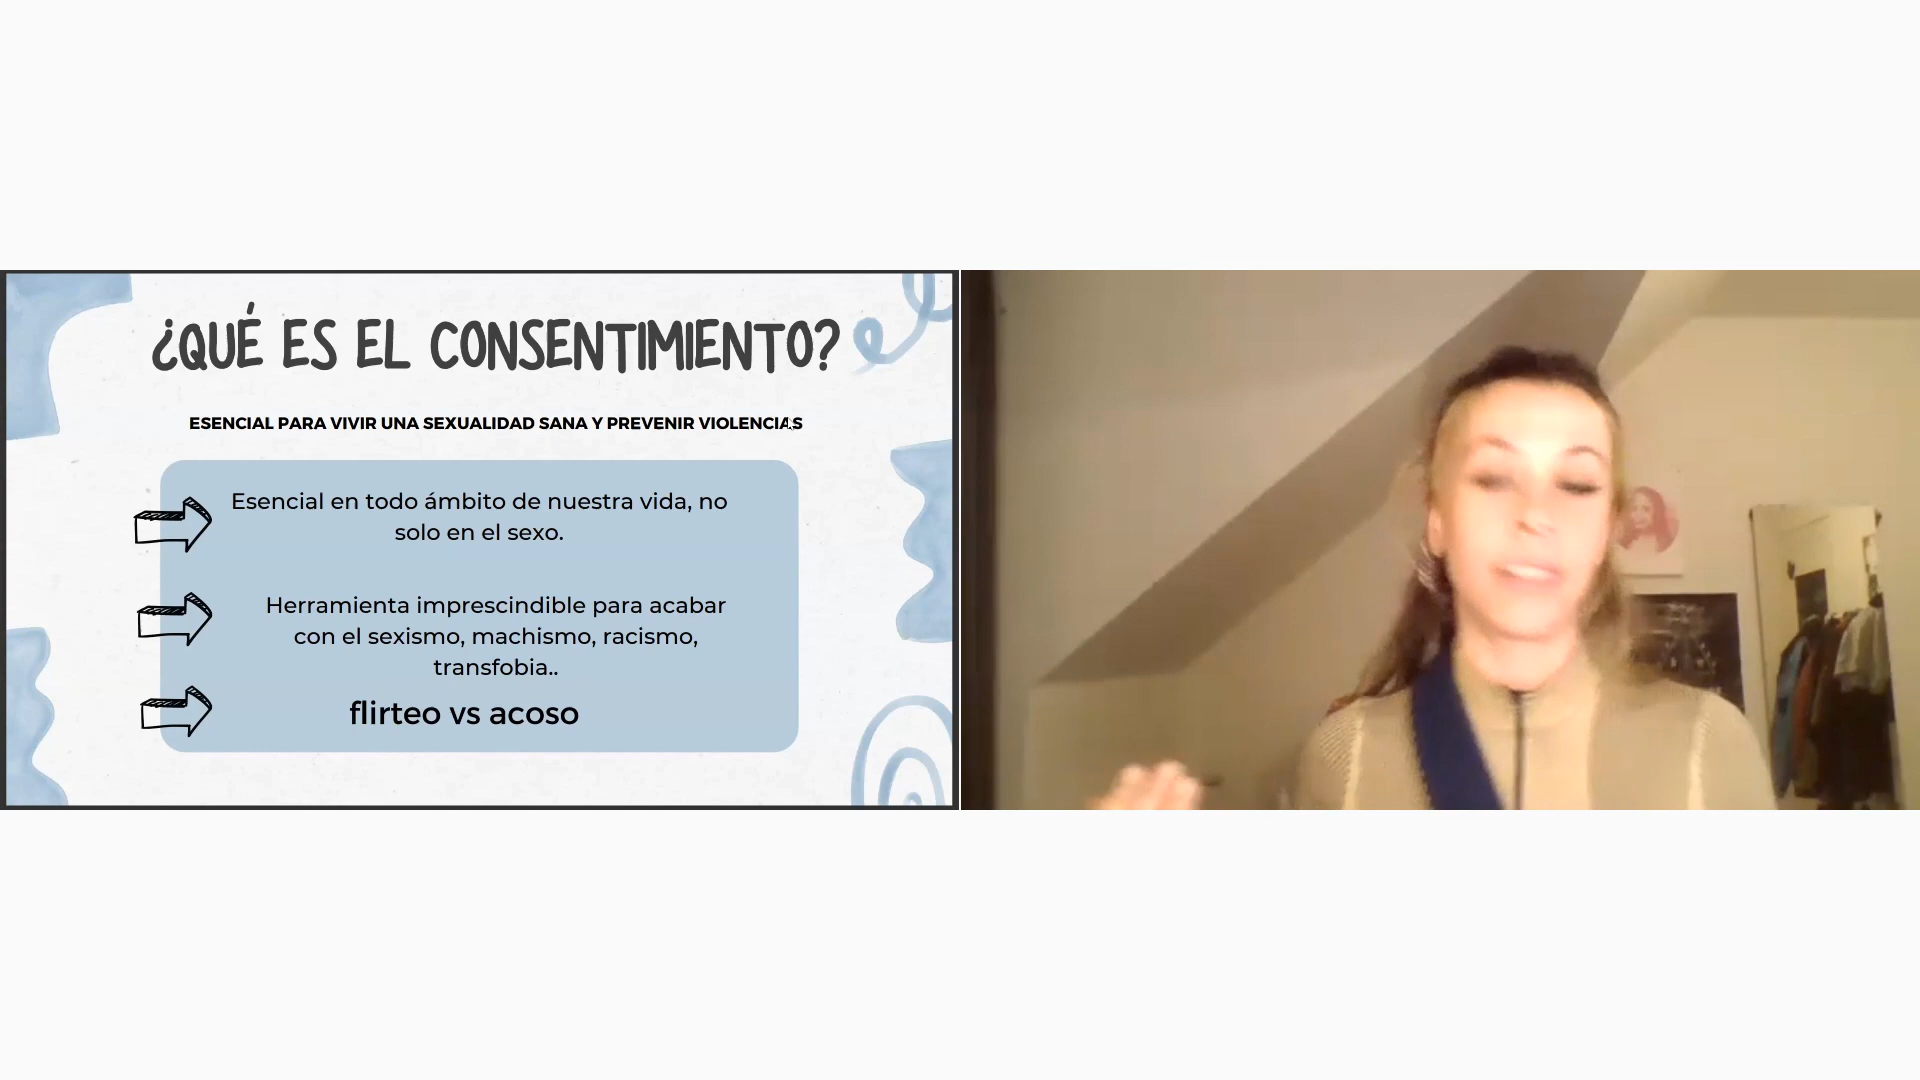 ¿QUÉ ES EL CONSENTIMIENTO?
ESENCIAL PARA VIVIR UNA SEXUALIDAD SANA Y PREVENIR VIOLENCIAS
Esencial en todo ámbito de nuestra vida, no
solo en el sexo.
Herramienta imprescindible para acabar
con el sexismo, machismo, racismo,
transfobia..
flirteo vs acoso